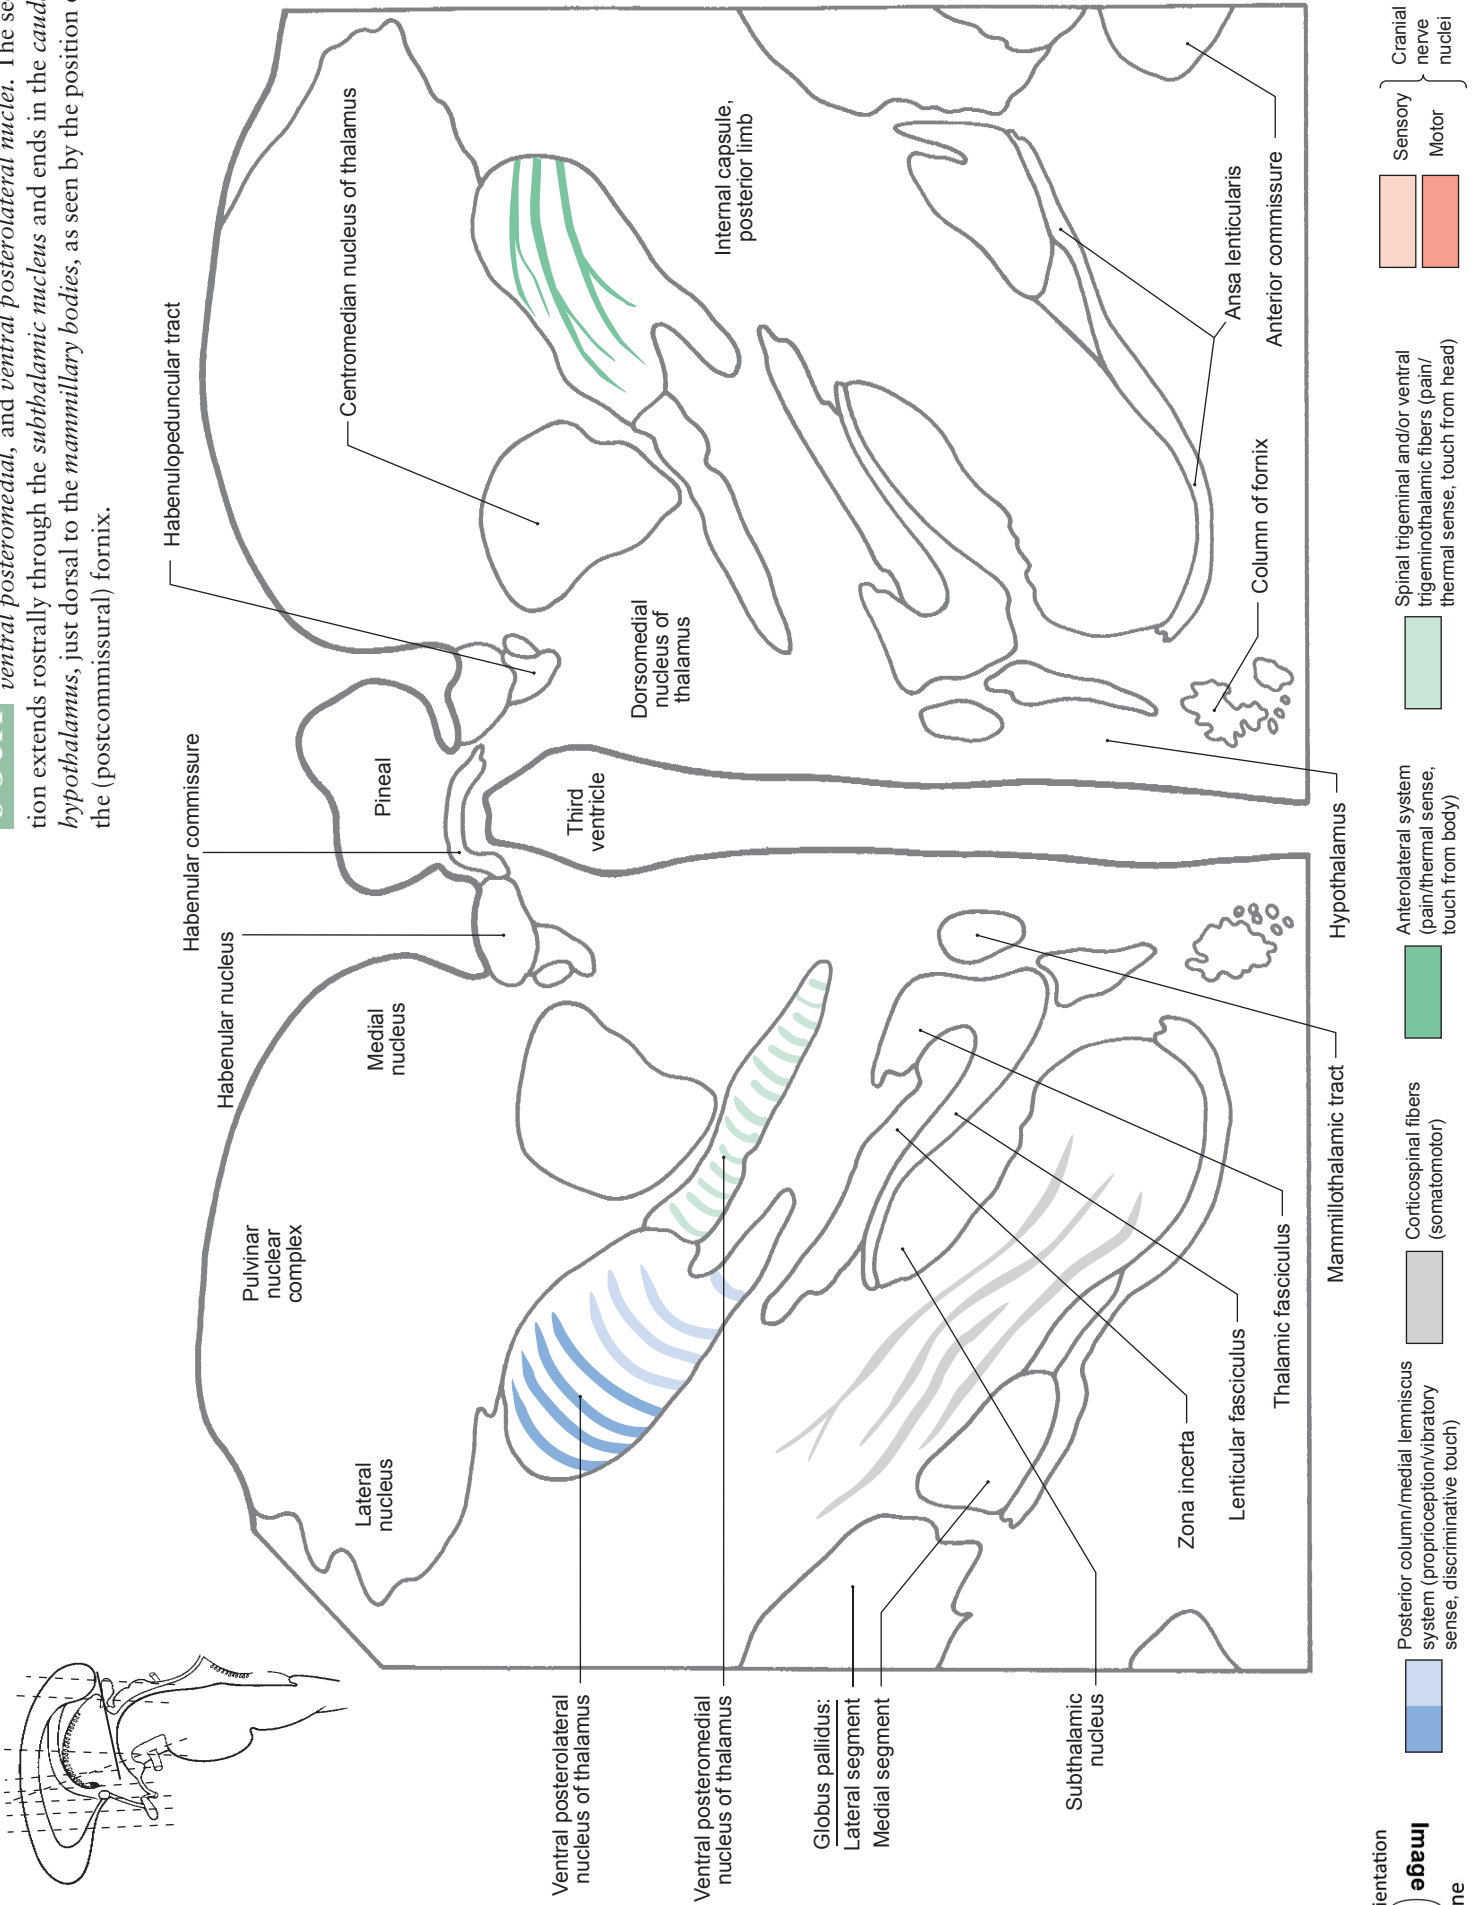 ventral posteromedial, and ventral posterolateral nuclei. The
tion extends rostrally through the subthalamic nucleus and ends in the
hypothalamus, just dorsal to the mammillary bodies, as seen by the position
the (postcommissural) fornix.
Habenulopeduncular tract
Centromedian nucleus of thalamus
Habenular commissure
Habenular nucleus
Pineal
Medial
nucleus
Pulvinar
nuclear
complex
Lateral
nucleus
Third
ventricle
Dorsomedial
nucleus of
thalamus
Internal capsule,
posterior limb
Ventral posterolateral
nucleus of thalamus
Ventral posteromedial
nucleus of thalamus
Globus pallidus:
Lateral segment
Medial segment
Subthalamic
nucleus
Zona incerta
Lenticular fasciculus
Thalamic fasciculus
Mammillothalamic tract
Hypothalamus
Column of fornix
Ansa lenticularis
Anterior commissure
Posterior column/medial lemniscus
system (proprioception/vibratory
sense, discriminative touch)
Corticospinal fibers
(somatomotor)
Anterolateral system
(pain/thermal sense,
touch from body)
Spinal trigeminal and/or ventral
trigeminothalamic fibers (pain/
thermal sense, touch from head)
Sensory
Motor
Cranial
nerve
nuclei
Image